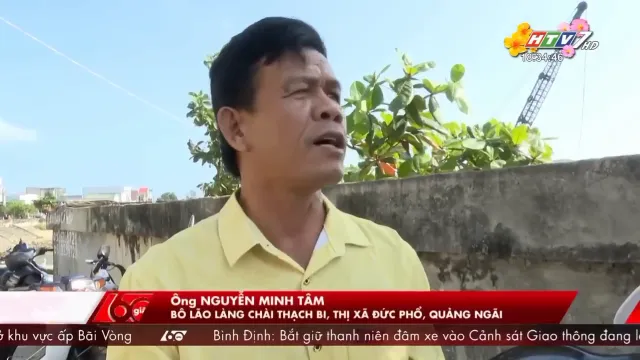 HTV7 HD
10:34:46
60 giây
Ông NGUYỄN MINH TÂM
BÔ LÃO LÀNG CHÀI THẠCH BI, THỊ XÃ ĐỨC PHỔ, QUẢNG NGÃI
ở khu vực ấp Bãi Vòng Bình Định: Bắt giữ thanh niên đâm xe vào Cảnh sát Giao thông đang l